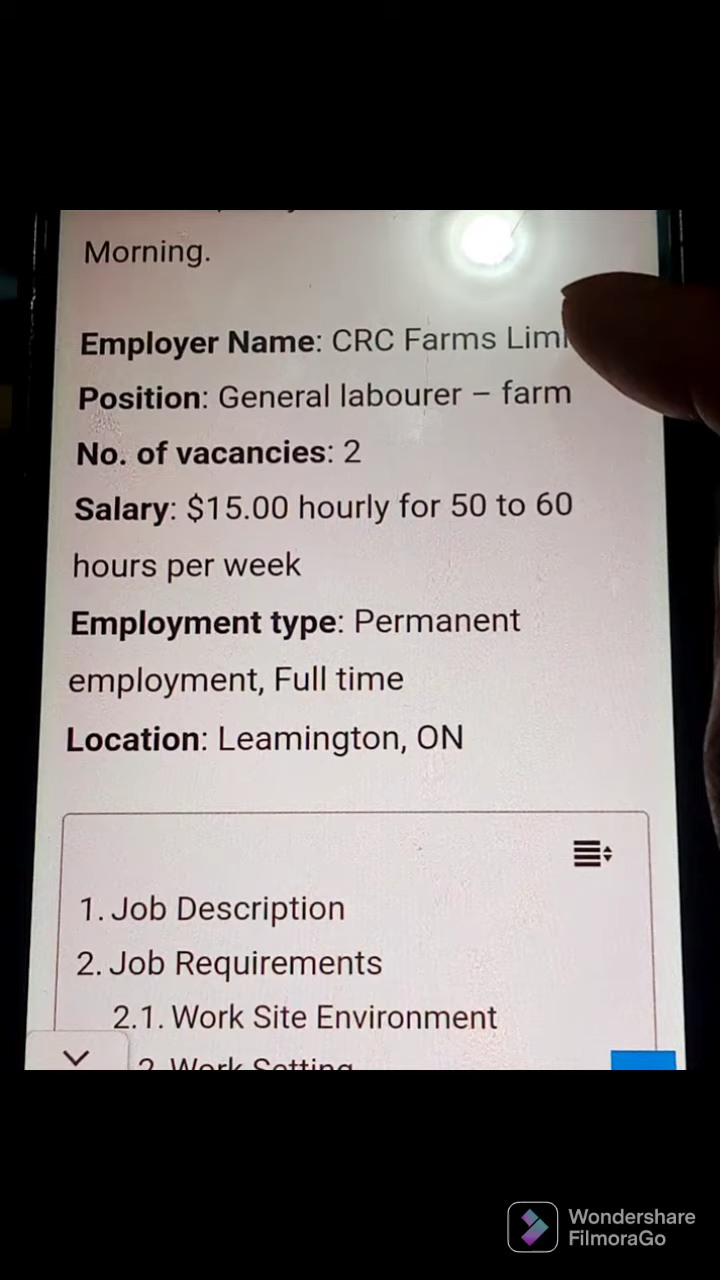 Morning.
Employer Name: CRC Farms
Position: General labourer – farm
No. of vacancies: 2
Salary: $15.00 hourly for 50 to 60
hours per week
Employment type: Permanent
employment, Full time
Location: Leamington, ON
1. Job Description
2. Job Requirements
2.1. Work Site Environment
Wondershare
FilmoraGo